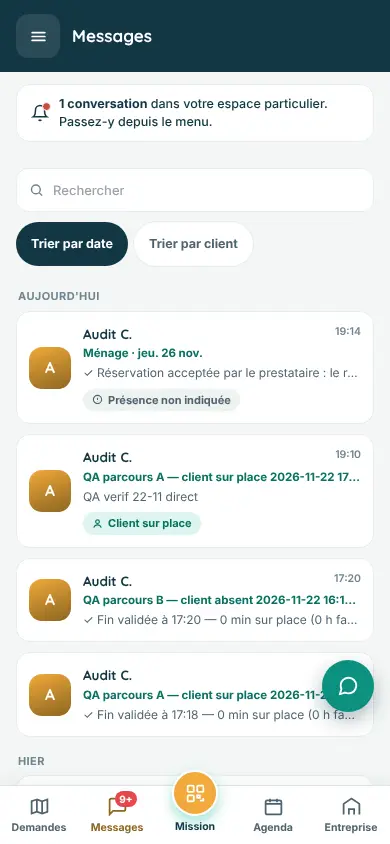 Messages
1 conversation dans votre espace particulier.
Passez-y depuis le menu.
Rechercher
Trier par date
Trier par client
AUJOURD'HUI
Audit C.
19:14
Ménage · jeu. 26 nov.
✓ Réservation acceptée par le prestataire : le r...
Présence non indiquée
A
Audit C.
19:10
QA parcours A — client sur place 2026-11-22 17...
QA verif 22-11 direct
Client sur place
A
Audit C.
17:20
QA parcours B — client absent 2026-11-22 16:1...
✓ Fin validée à 17:20 — 0 min sur place (0 h fa...
A
Audit C.
QA parcours A — client sur place 2026-11-2
✓ Fin validée à 17:18 — 0 min sur place (0 h fa...
A
HIER
9+
Demandes
Messages
Mission
Agenda
Entreprise